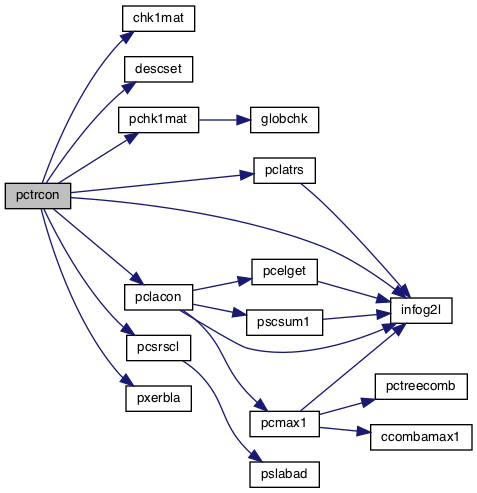 chk1mat
descset
pchk1mat
globchk
pclatrs
pctrcon
pcelget
pclacon
infog2l
pscsum1
pcsrscl
pctreecomb
pxerbla
pcmax1
ccombamax1
pslabad